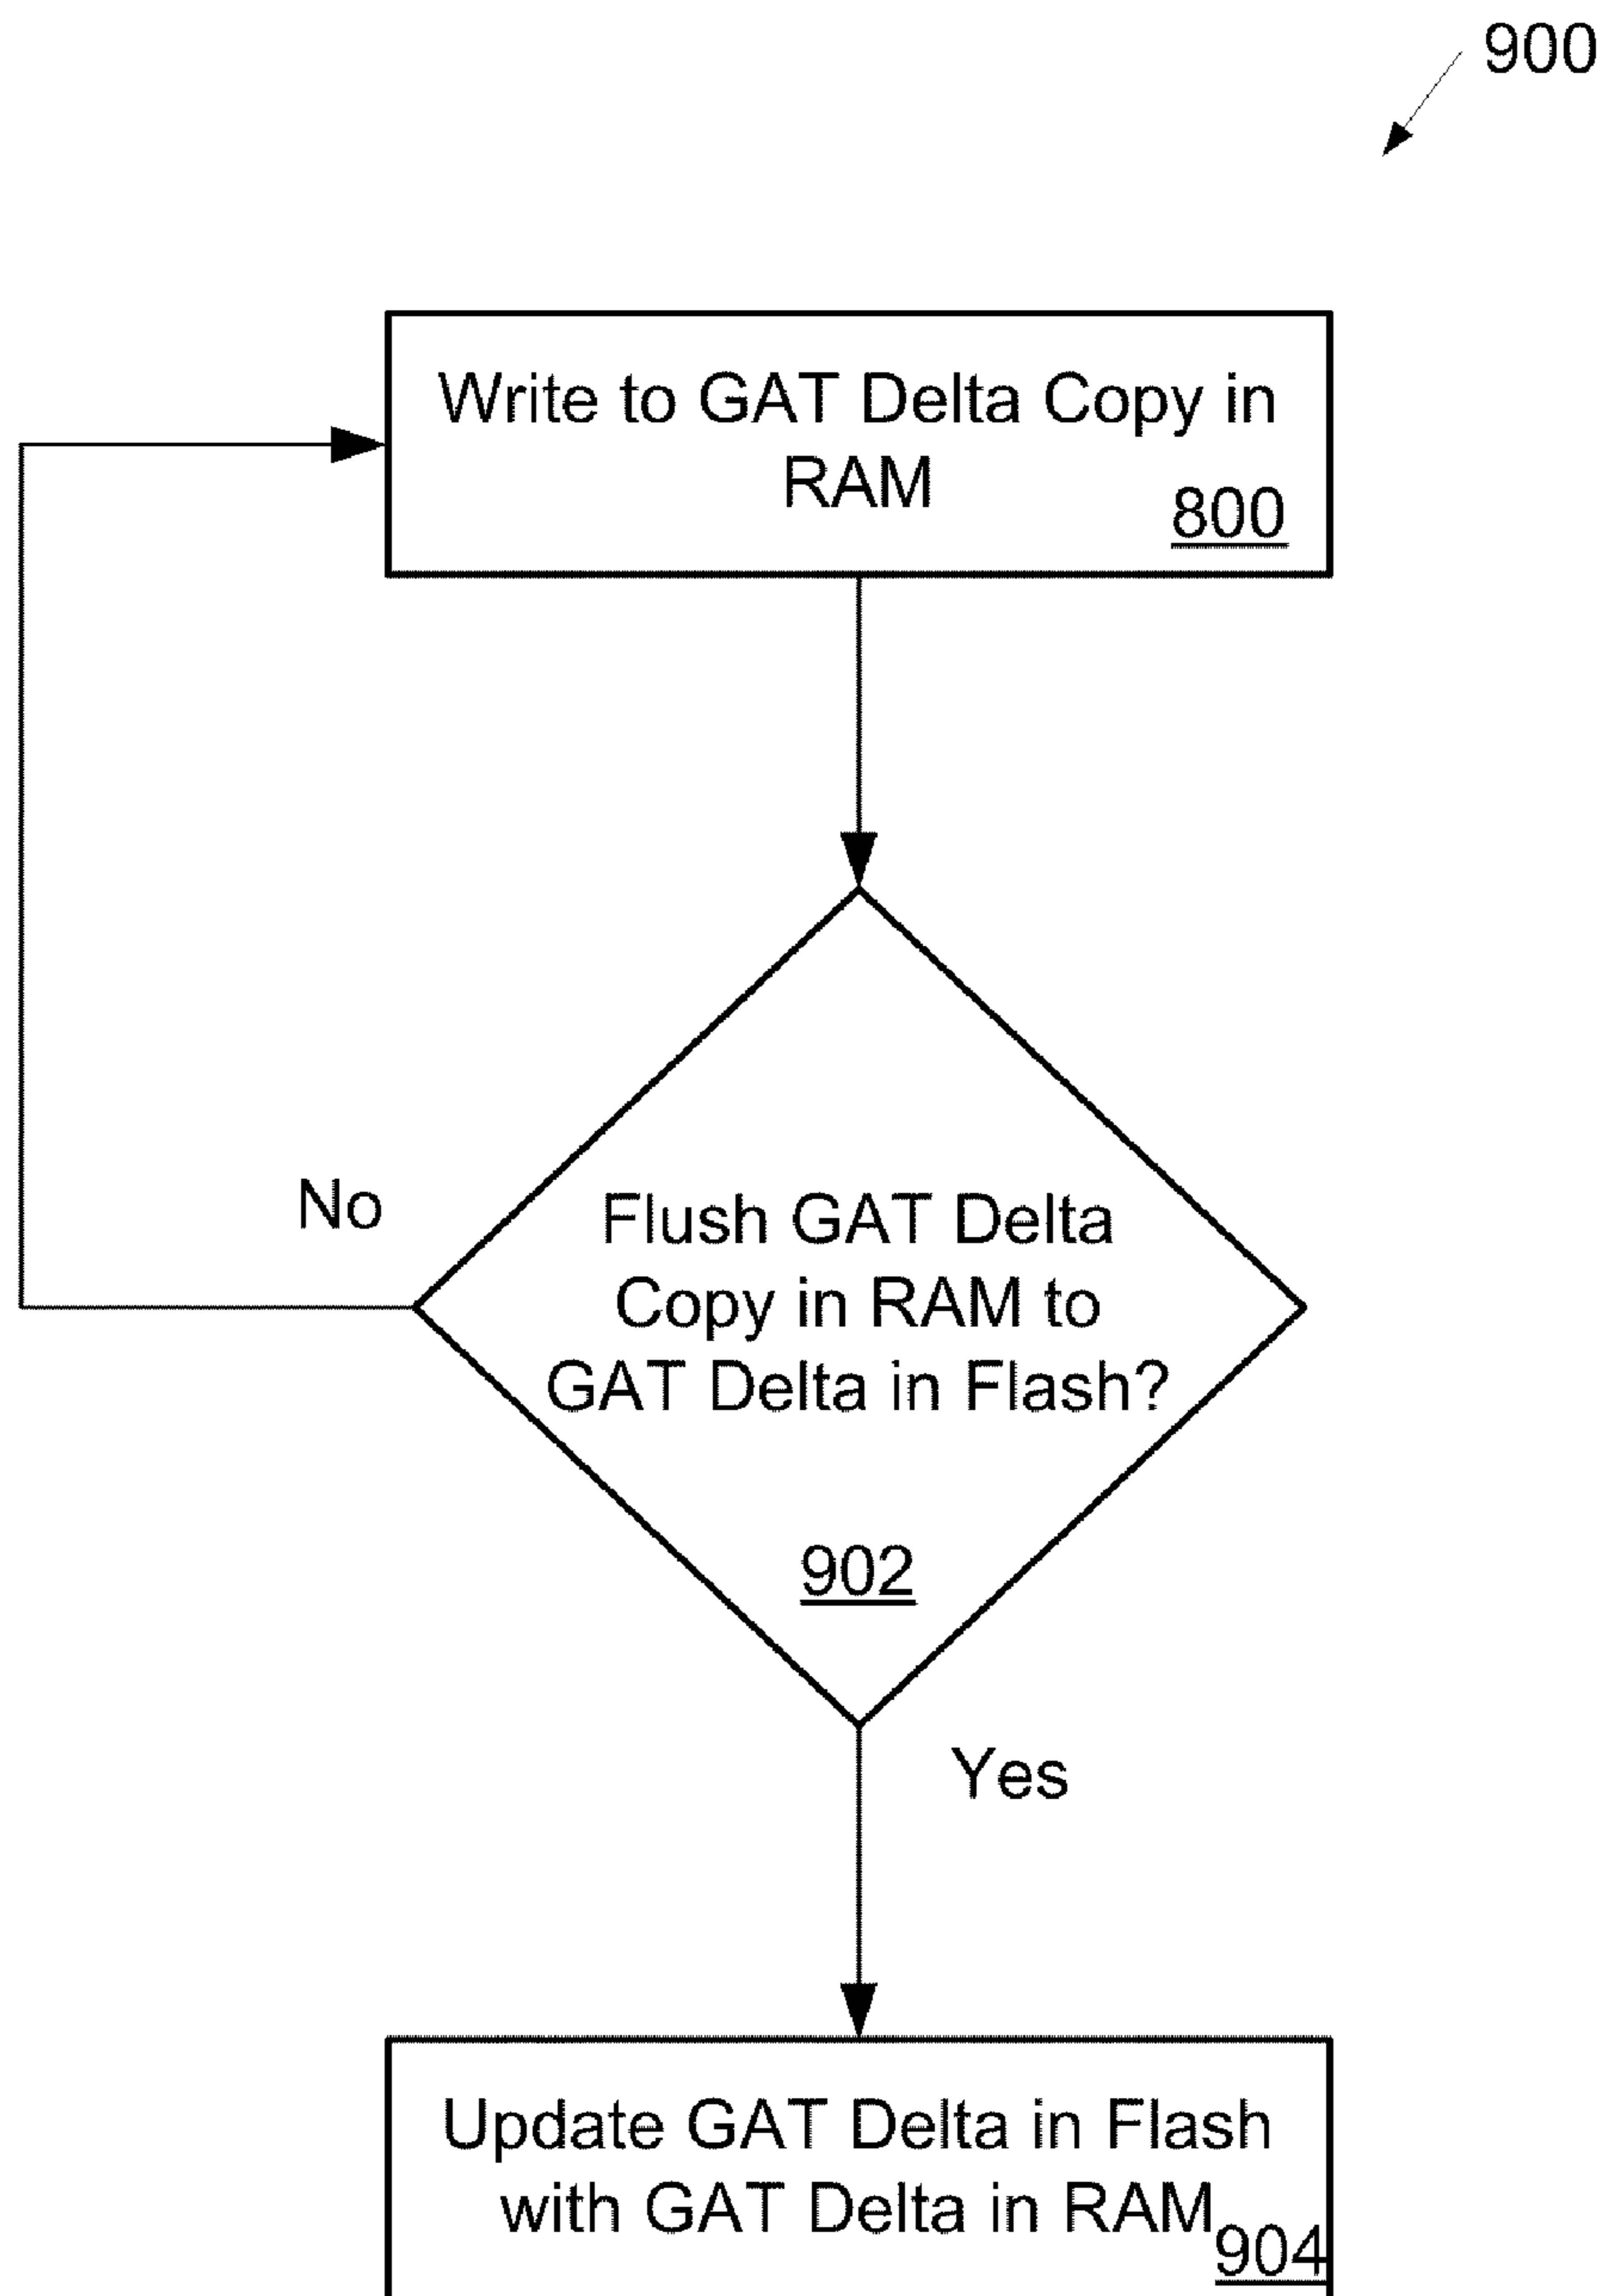 900
Write to GAT Delta Copy in
RAM
800
No
Flush GAT Delta
Copy in RAM to
GAT Delta in Flash?
902
Yes
Update GAT Delta in Flash
with GAT Delta in RAM
904